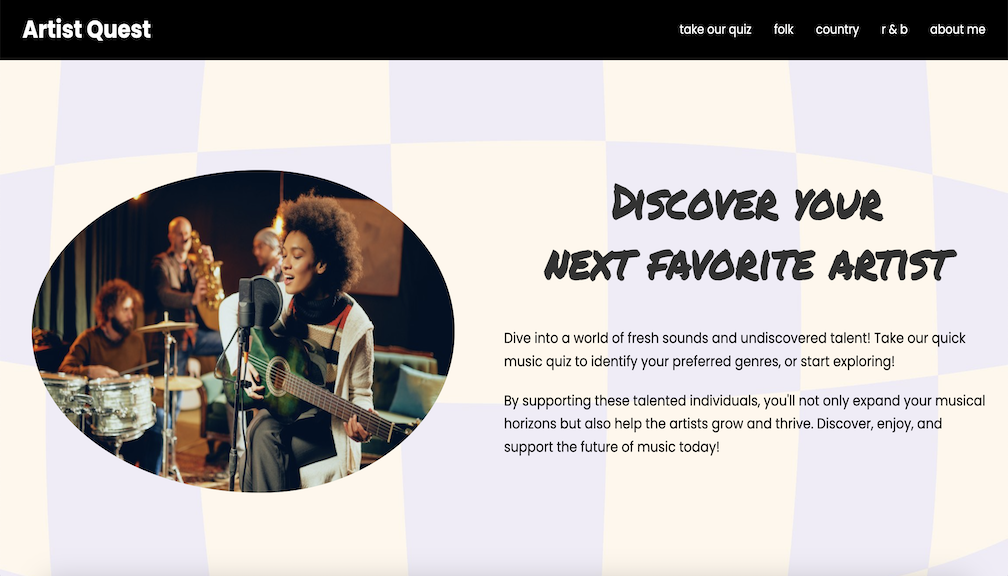 Artist Quest
take our quiz folk country r & b about me
Discover your
next favorite artist
Dive into a world of fresh sounds and undiscovered talent! Take our quick
music quiz to identify your preferred genres, or start exploring!
By supporting these talented individuals, you'll not only expand your musical
horizons but also help the artists grow and thrive. Discover, enjoy, and
support the future of music today!